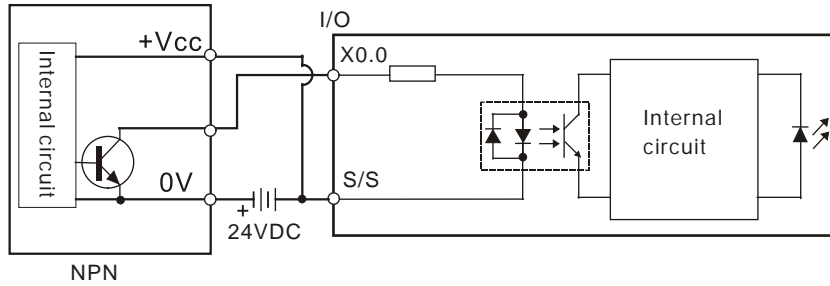 I/O
+Vcc
X0.0
Internal circuit
Internal
circuit
0V
S/S
+
24VDC
NPN